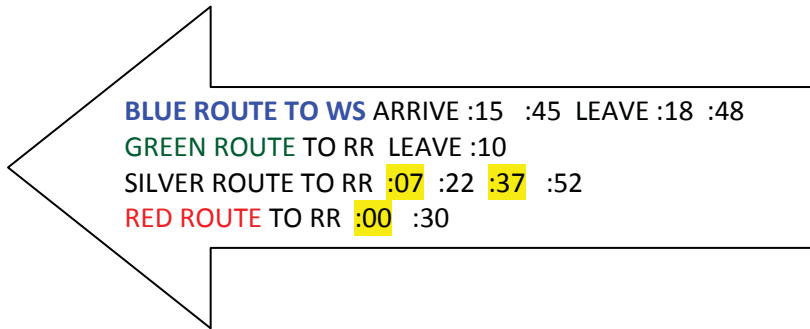 BLUE ROUTE TO WS ARRIVE :15 :45 LEAVE :18 :48
GREEN ROUTE TO RR LEAVE :10
SILVER ROUTE TO RR :07 :22 :37 :52
RED ROUTE TO RR :00 :30